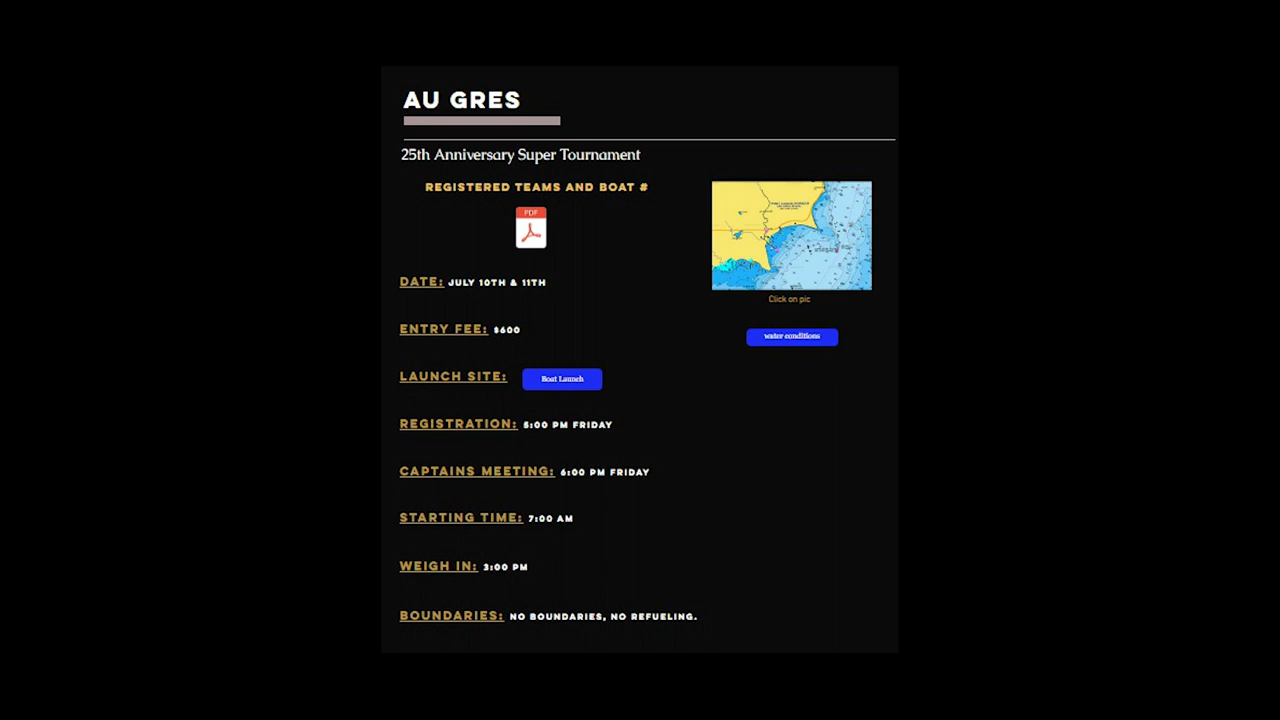 AU GRES
25th Anniversary Super Tournament
REGISTERED TEAMS AND BOAT #
PDF
DATE: JULY 10TH & 11TH
Click on pic
ENTRY FEE: $600
water conditions
LAUNCH SITE: Boat Launch
REGISTRATION: 5:00 PM FRIDAY
CAPTAINS MEETING: 6:00 PM FRIDAY
STARTING TIME: 7:00 AM
WEIGH IN: 3:00 PM
BOUNDARIES: NO BOUNDARIES, NO REFUELING.